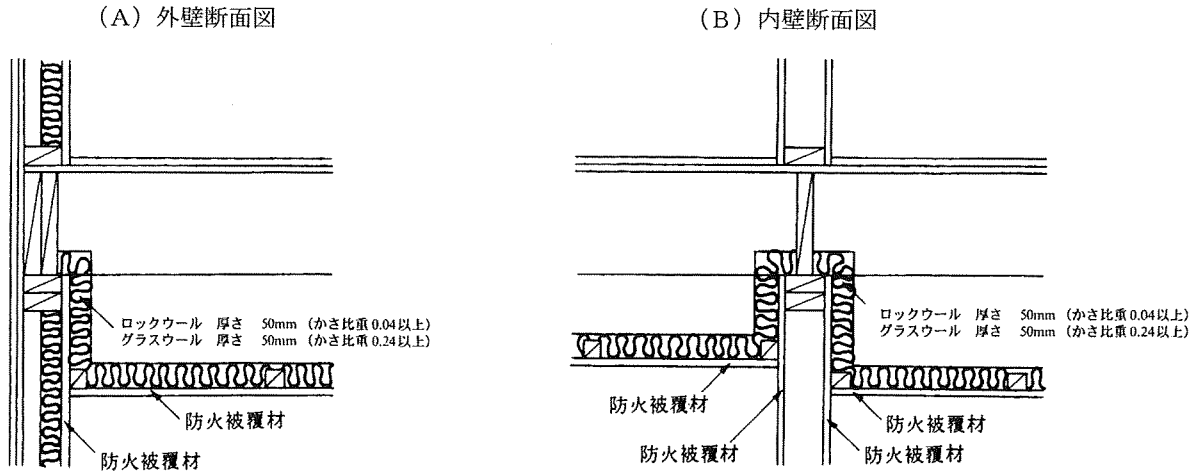 （A）外壁断面図
ロックウール 厚さ 50mm（かさ比重0.04以上）
グラスウール 厚さ 50mm（かさ比重0.24以上）
防火被覆材
防火被覆材
（B）内壁断面図
ロックウール 厚さ 50mm（かさ比重0.04以上）
グラスウール 厚さ 50mm（かさ比重0.24以上）
防火被覆材
防火被覆材
防火被覆材
防火被覆材